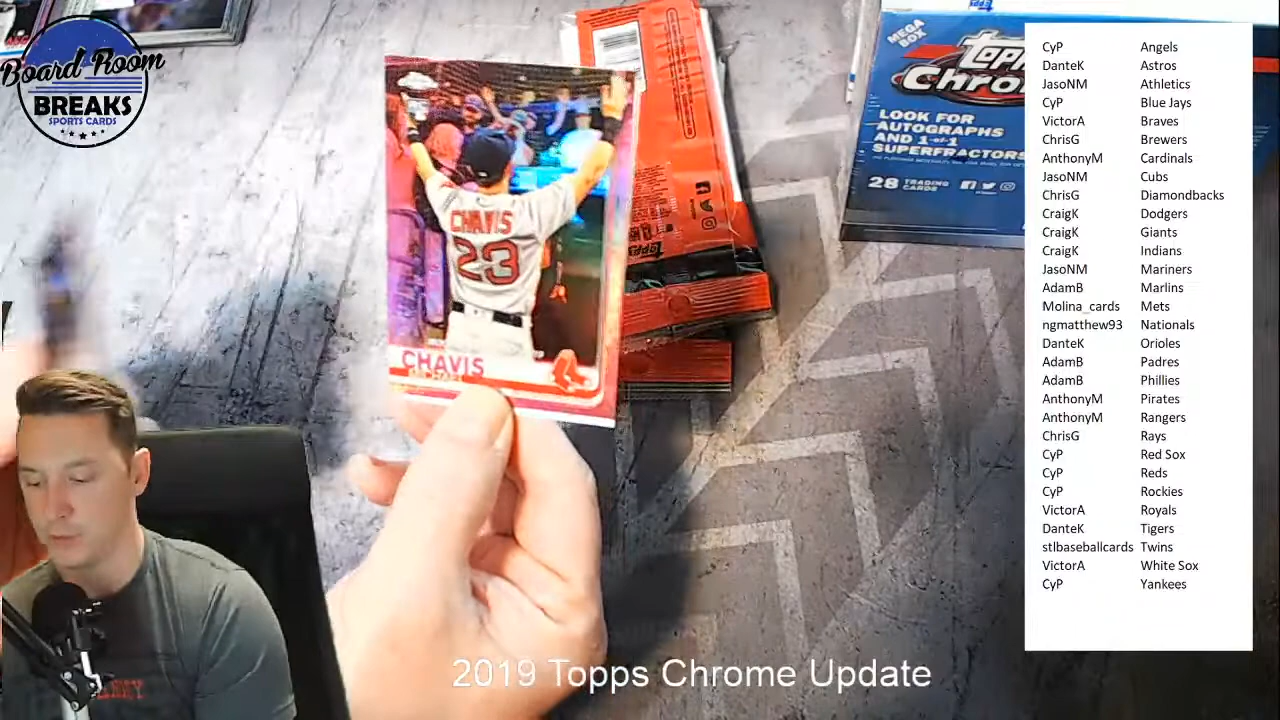 Board Room
BREAKS
SPORTS CARDS
CHAVIS
23
CHAVIS
topps
MEGA
BOX
topps
Chro
LOOK FOR
AUTOGRAPHS
AND 1-of-1
SUPERFRACTORS
28 TRADING
CARDS
CyP Angels
DanteK Astros
JasoNM Athletics
CyP Blue Jays
VictorA Braves
ChrisG Brewers
AnthonyM Cardinals
JasoNM Cubs
ChrisG Diamondbacks
CraigK Dodgers
CraigK Giants
CraigK Indians
JasoNM Mariners
AdamB Marlins
Molina_cards Mets
ngmatthew93 Nationals
DanteK Orioles
AdamB Padres
AdamB Phillies
AnthonyM Pirates
AnthonyM Rangers
ChrisG Rays
CyP Red Sox
CyP Reds
CyP Rockies
VictorA Royals
DanteK Tigers
stlbaseballcards Twins
VictorA White Sox
CyP Yankees
2019 Topps Chrome Update